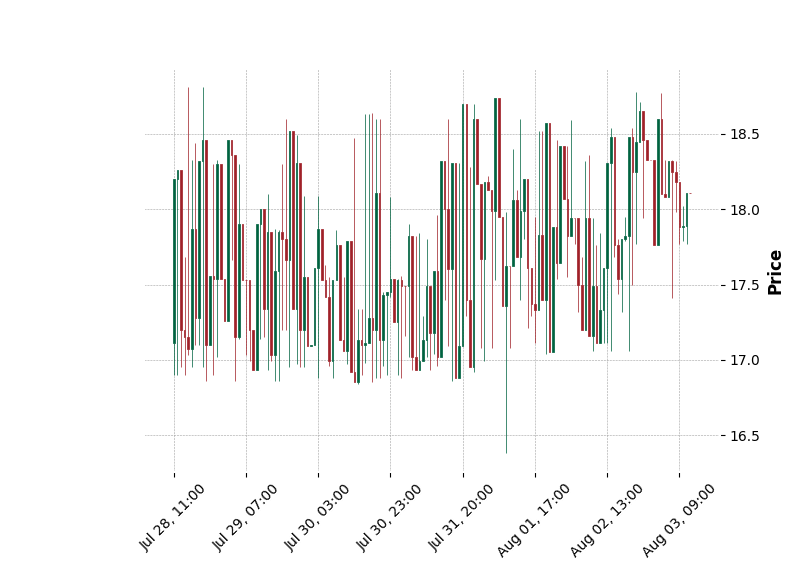 18.5
18.0
17.5
17.0
16.5
Price
Jul 28, 11:00
Jul 29, 07:00
Jul 30, 03:00
Jul 30, 23:00
Jul 31, 20:00
Aug 01, 17:00
Aug 02, 13:00
Aug 03, 09:00